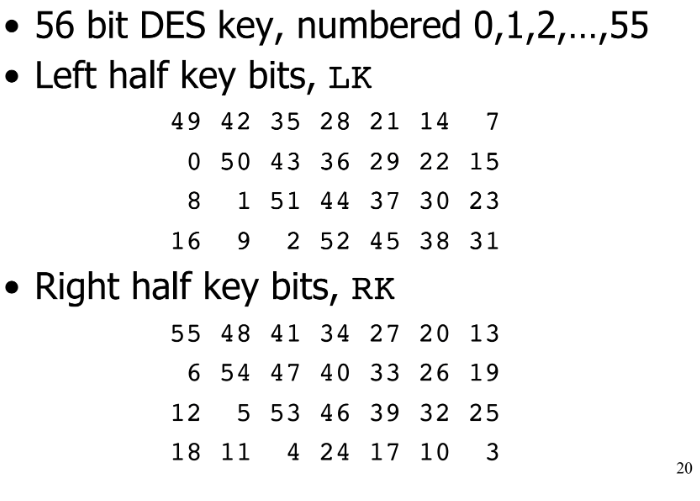 • 56 bit DES key, numbered 0,1,2,...,55
• Left half key bits, LK
49 42 35 28 21 14 7
0 50 43 36 29 22 15
8 1 51 44 37 30 23
16 9 2 52 45 38 31
• Right half key bits, RK
55 48 41 34 27 20 13
6 54 47 40 33 26 19
12 5 53 46 39 32 25
18 11 4 24 17 10 3
20